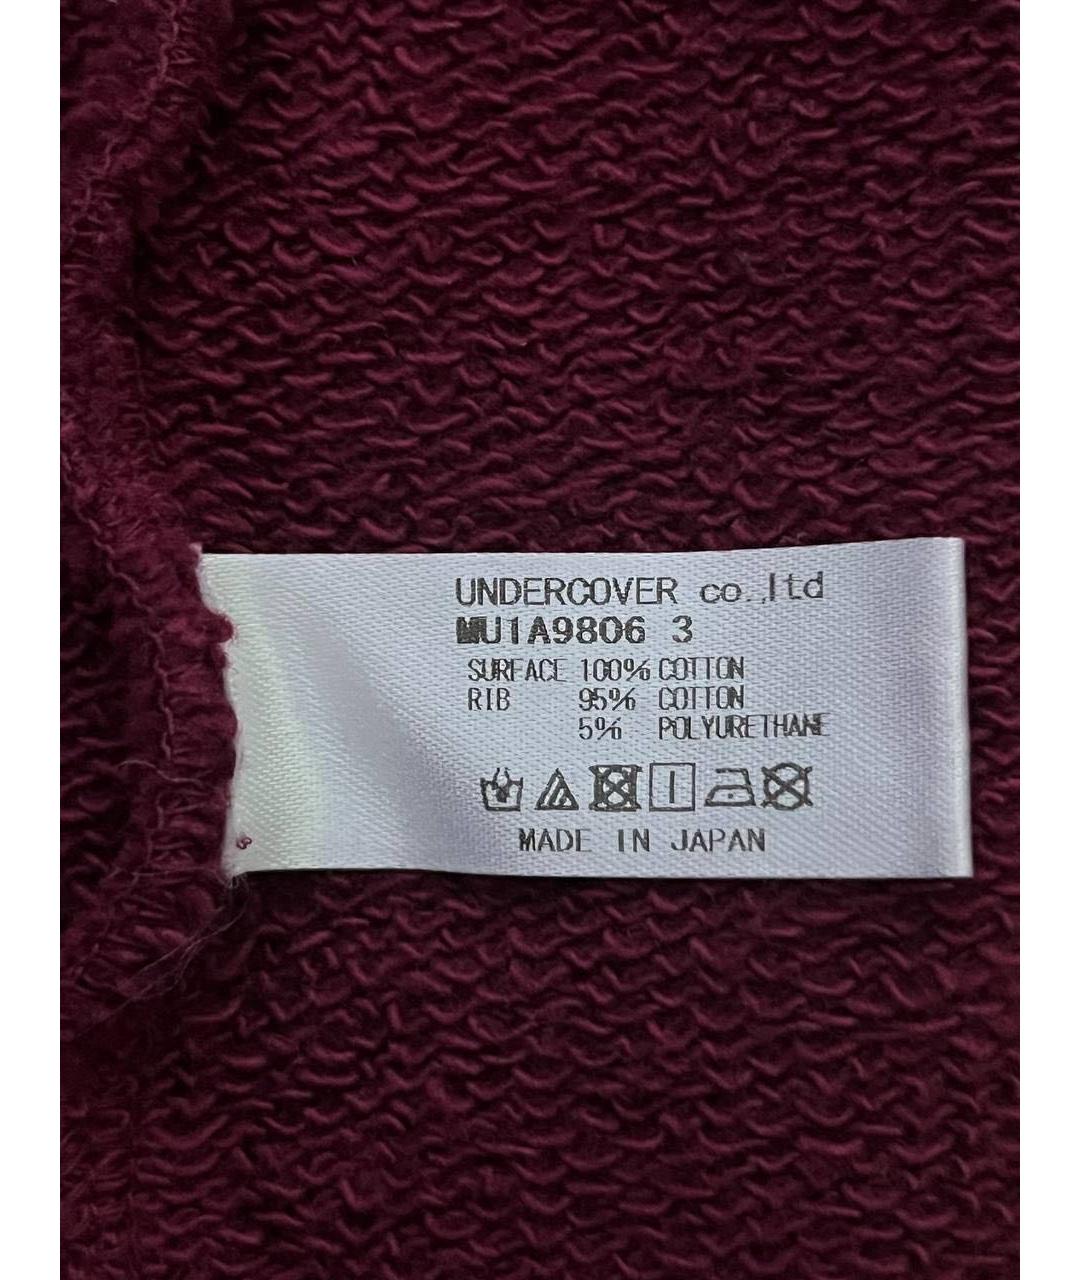 UNDERCOVER co.,ltd
MU1A9806 3
SURFACE 100% COTTON
RIB 95% COTTON
5% POLYURETHANE
MADE IN JAPAN